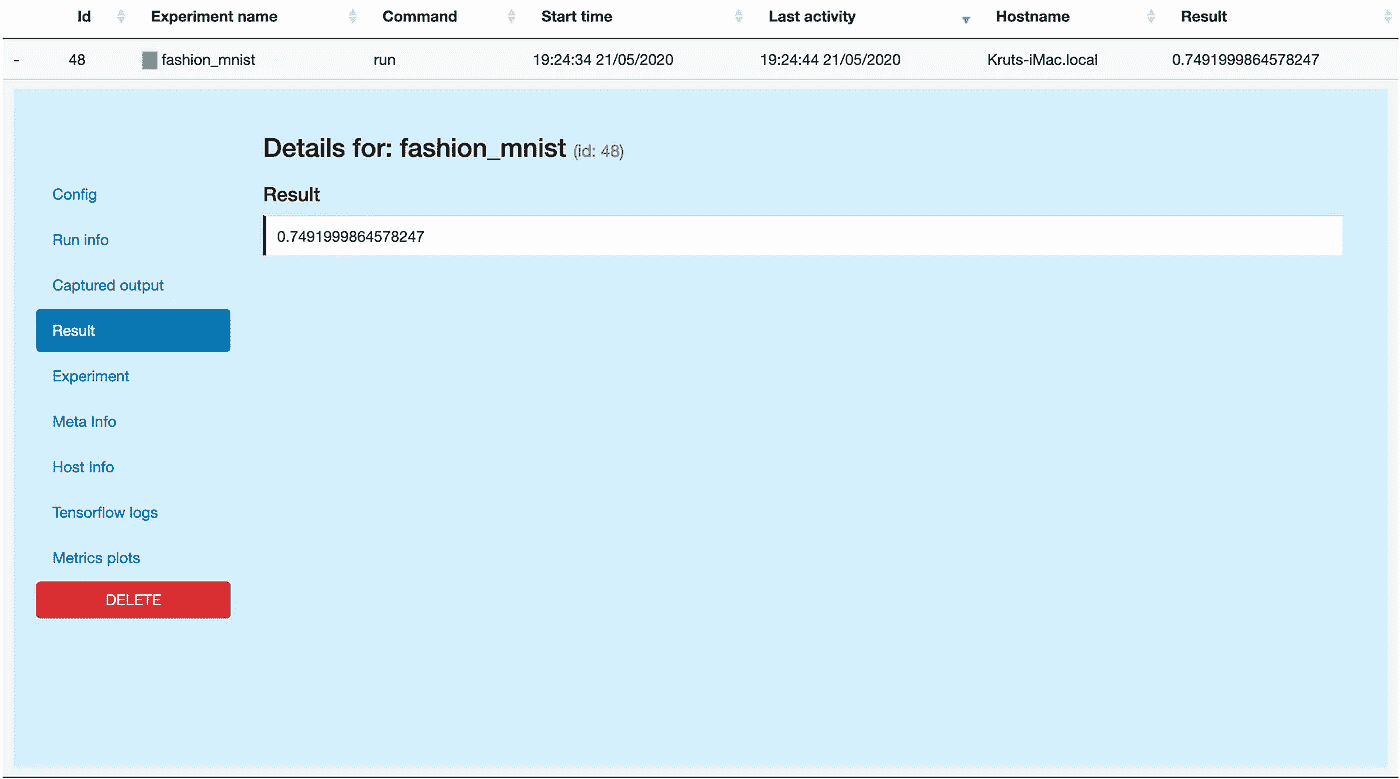 Id Experiment name Command Start time Last activity Hostname Result
- 48 fashion_mnist run 19:24:34 21/05/2020 19:24:44 21/05/2020 Kruts-iMac.local 0.7491999864578247
Details for: fashion_mnist (id: 48)
Config
Result
0.7491999864578247
Run info
Captured output
Result
Experiment
Meta Info
Host Info
Tensorflow logs
Metrics plots
DELETE